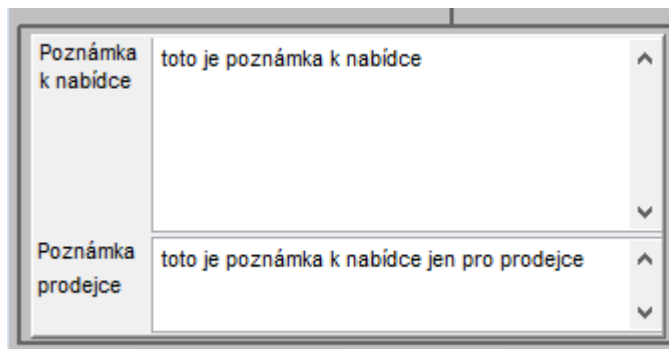 Poznámka
k nabídce
toto je poznámka k nabídce
Poznámka
prodejce
toto je poznámka k nabídce jen pro prodejce